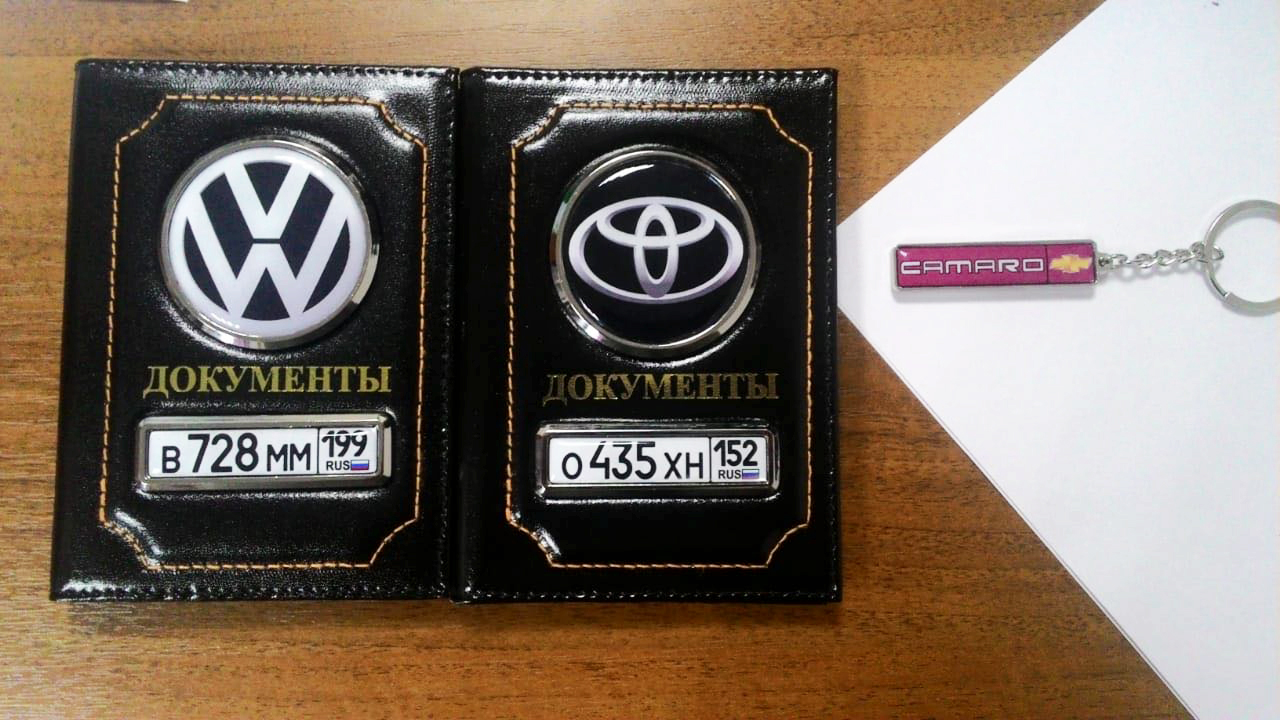 ДОКУМЕНТЫ
В 728 ММ 199
RUS
ДОКУМЕНТЫ
О 435 ХН 152
RUS
CAMARO